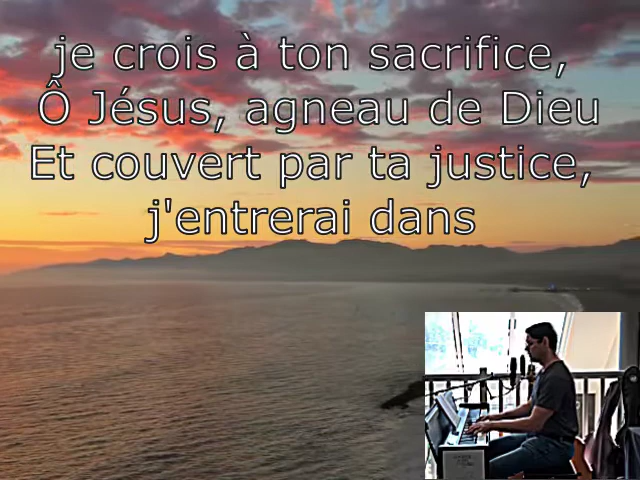 je crois à ton sacrifice,
Ô Jésus, agneau de Dieu
Et couvert par ta justice,
j'entrerai dans